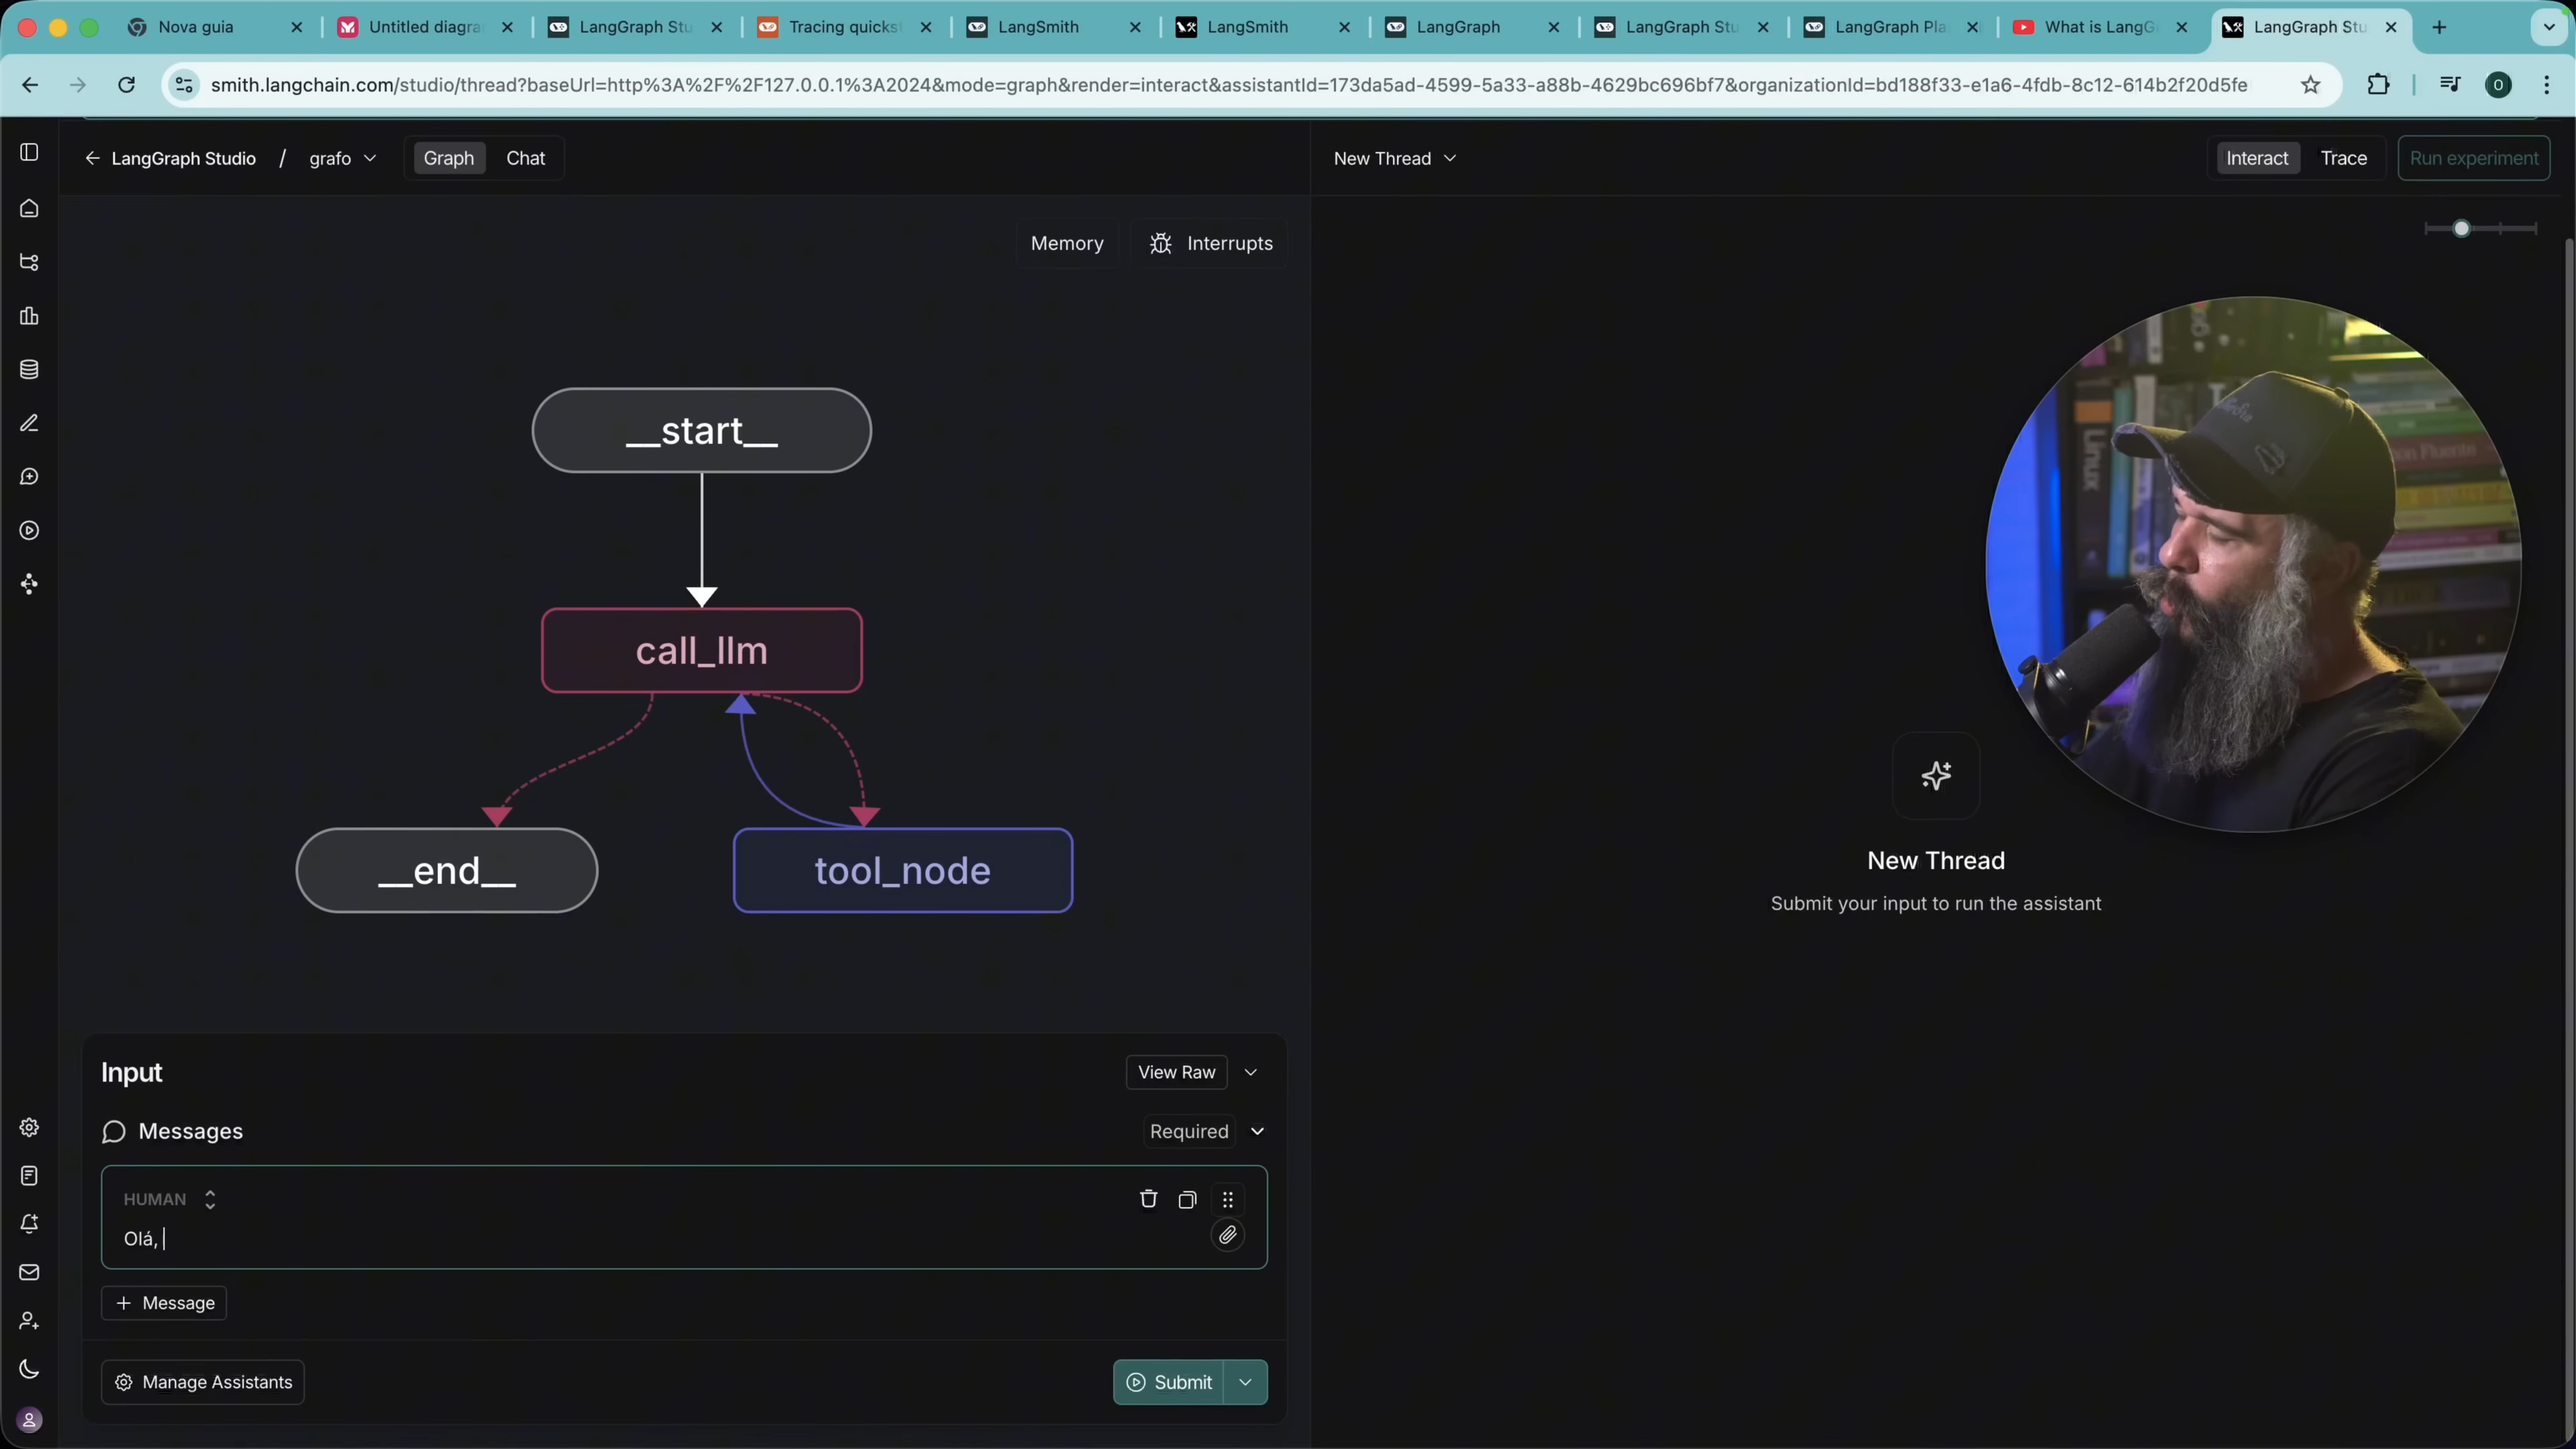 Nova guia
Untitled diagra
LangGraph Stu
Tracing quickst
LangSmith
LangSmith
LangGraph
LangGraph Stu
LangGraph Pla
What is LangG
LangGraph Stu
smith.langchain.com/studio/thread?baseUrl=http%3A%2F%2F127.0.0.1%3A2024&mode=graph&render=interact&assistantId=173da5ad-4599-5a33-a88b-4629bc696bf7&organizationId=bd188f33-e1a6-4fdb-8c12-614b2f20d5fe
O
LangGraph Studio / grafo
Graph
Chat
New Thread
Interact
Trace
Run experiment
Memory
Interrupts
__start__
call_llm
__end__
tool_node
Linux
Fluente
New Thread
Submit your input to run the assistant
Input
View Raw
Messages
Required
HUMAN
Olá,
+ Message
Manage Assistants
Submit